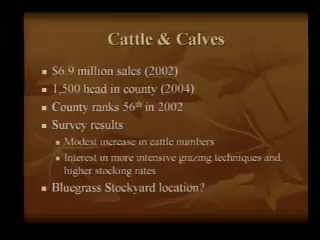 Cattle & Calves
$6.9 million sales (2002)
1,500 head in county (2004)
County ranks 56th in 2002
Survey results
Modest increase in cattle numbers
Interest in more intensive grazing techniques and
higher stocking rates
Bluegrass Stockyard location?